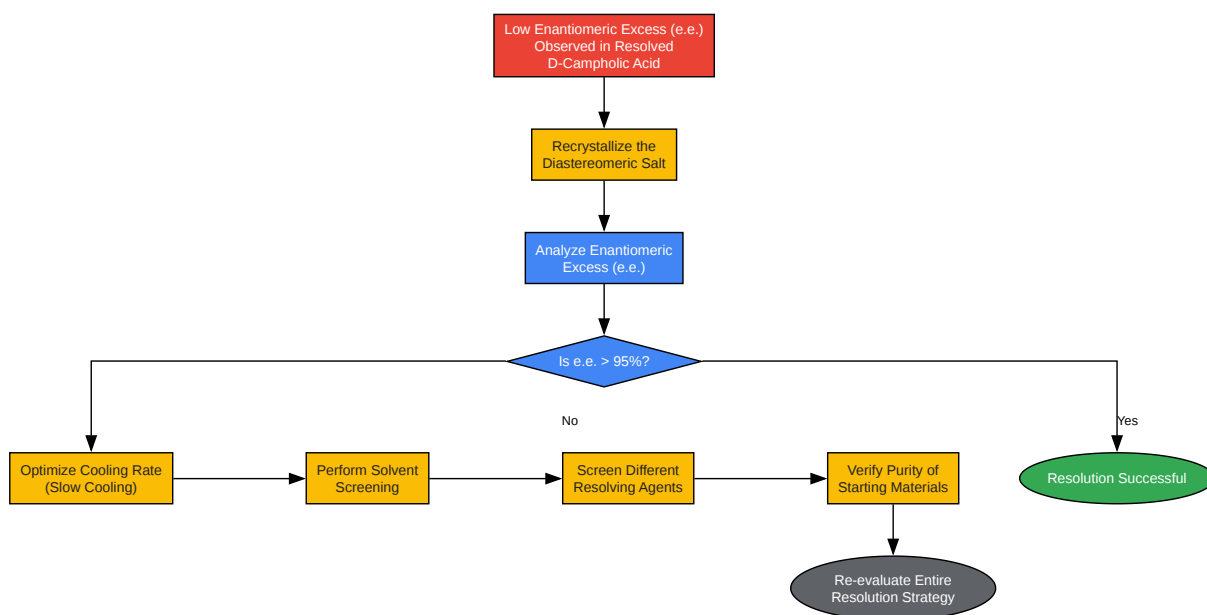 Low Enantiomeric Excess (e.e.)
Observed in Resolved
D-Campholic Acid
Recrystallize the
Diastereomeric Salt
Analyze Enantiomeric
Excess (e.e.)
Is e.e. > 95%?
No
Yes
Optimize Cooling Rate
(Slow Cooling)
Perform Solvent
Screening
Screen Different
Resolving Agents
Verify Purity of
Starting Materials
Resolution Successful
Re-evaluate Entire
Resolution Strategy